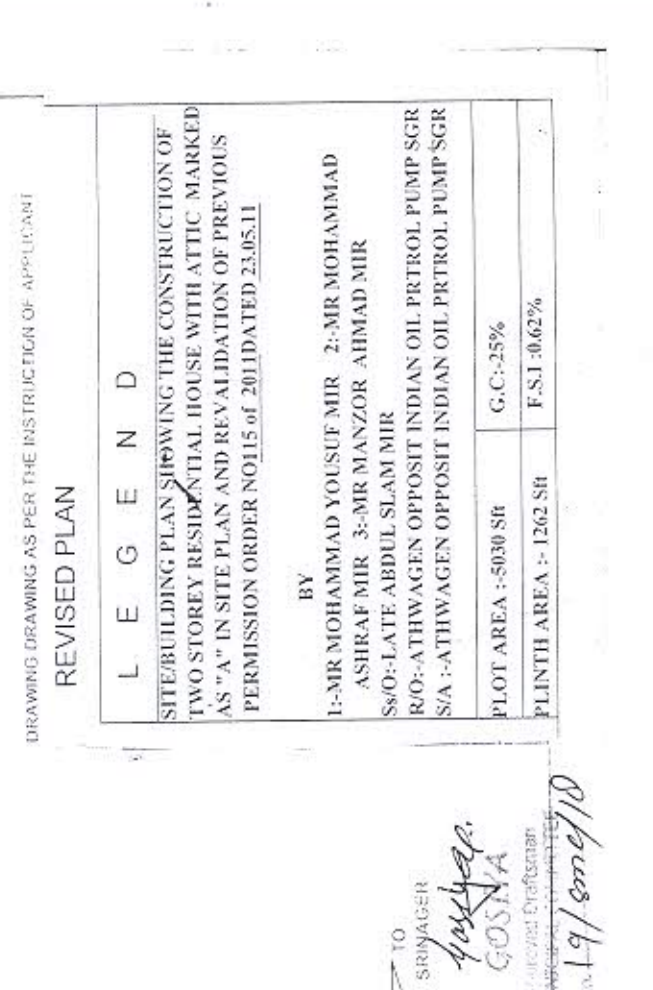 DRAWING DRAWING AS PER THE INSTRUCTION OF APPLICANT
REVISED PLAN
L E G E N D
SITE/BUILDING PLAN SHOWING THE CONSTRUCTION OF
TWO STOREY RESIDENTIAL HOUSE WITH ATTIC MARKED
AS "A" IN SITE PLAN AND REVALIDATION OF PREVIOUS
PERMISSION ORDER NO115 of 2011DATED 23.05.11
BY
1:-MR MOHAMMAD YOUSUF MIR 2:-MR MOHAMMAD
ASHRAF MIR 3:-MR MANZOR AHMAD MIR
Ss/O:-LATE ABDUL SLAM MIR
R/O:-ATHWAGEN OPPOSIT INDIAN OIL PRTROL PUMP SGR
S/A :-ATHWAGEN OPPOSIT INDIAN OIL PRTROL PUMP SGR
PLOT AREA :-5030 Sft G.C:-25%
PLINTH AREA :- 1262 Sft F.S.I :0.62%
TO
SRINAGER
Draftsman